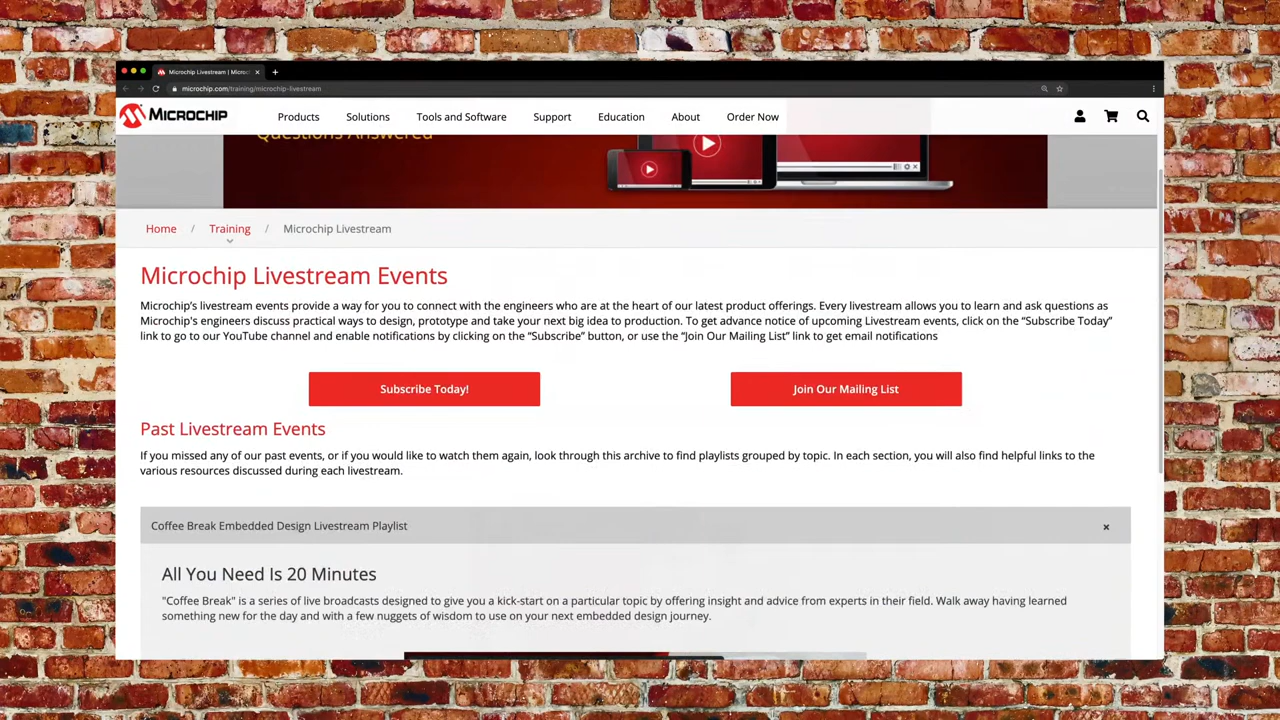 Microchip Livestream | Microc
microchip.com/training/microchip-livestream
MICROCHIP
Products Solutions Tools and Software Support Education About Order Now
Questions Answered
Home / Training / Microchip Livestream
Microchip Livestream Events
Microchip’s livestream events provide a way for you to connect with the engineers who are at the heart of our latest product offerings. Every livestream allows you to learn and ask questions as
Microchip's engineers discuss practical ways to design, prototype and take your next big idea to production. To get advance notice of upcoming Livestream events, click on the “Subscribe Today”
link to go to our YouTube channel and enable notifications by clicking on the “Subscribe” button, or use the “Join Our Mailing List” link to get email notifications
Subscribe Today! Join Our Mailing List
Past Livestream Events
If you missed any of our past events, or if you would like to watch them again, look through this archive to find playlists grouped by topic. In each section, you will also find helpful links to the
various resources discussed during each livestream.
Coffee Break Embedded Design Livestream Playlist
All You Need Is 20 Minutes
"Coffee Break" is a series of live broadcasts designed to give you a kick-start on a particular topic by offering insight and advice from experts in their field. Walk away having learned
something new for the day and with a few nuggets of wisdom to use on your next embedded design journey.